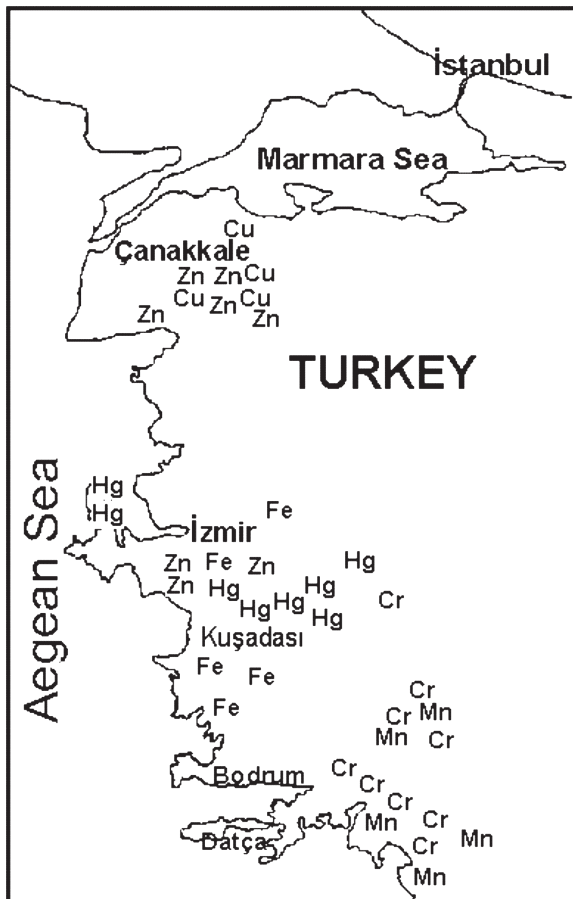 İstanbul
Marmara Sea
Cu
Çanakkale
Zn Zn Cu
Cu Zn Cu
Zn Zn
TURKEY
Aegean Sea
Hg
Hg
Fe
İzmir
Zn Fe Zn Hg
Zn Hg Hg
Hg Hg Hg Cr
Kuşadası
Fe Fe
Cr
Fe Cr Mn
Mn Cr
Bodrum Cr
Cr
Cr
Datça Mn Cr
Cr Mn
Mn